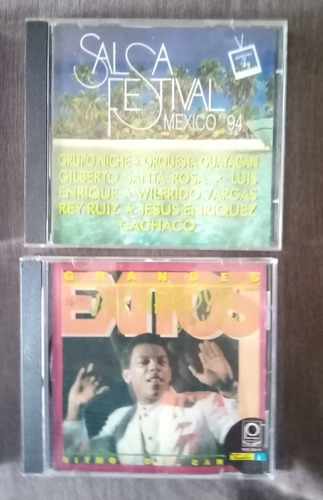 SALSA
FESTIVAL
MEXICO '94
GRUPO NICHE ★ ORQUESTA GUAYACAN
GILBERTO SANTA ROSA ★ LUIS
ENRIQUE ★ WILFRIDO VARGAS
REY RUIZ ★ JESUS ENRIQUEZ
CACHACO
GRANDES
EXITOS
RITMO